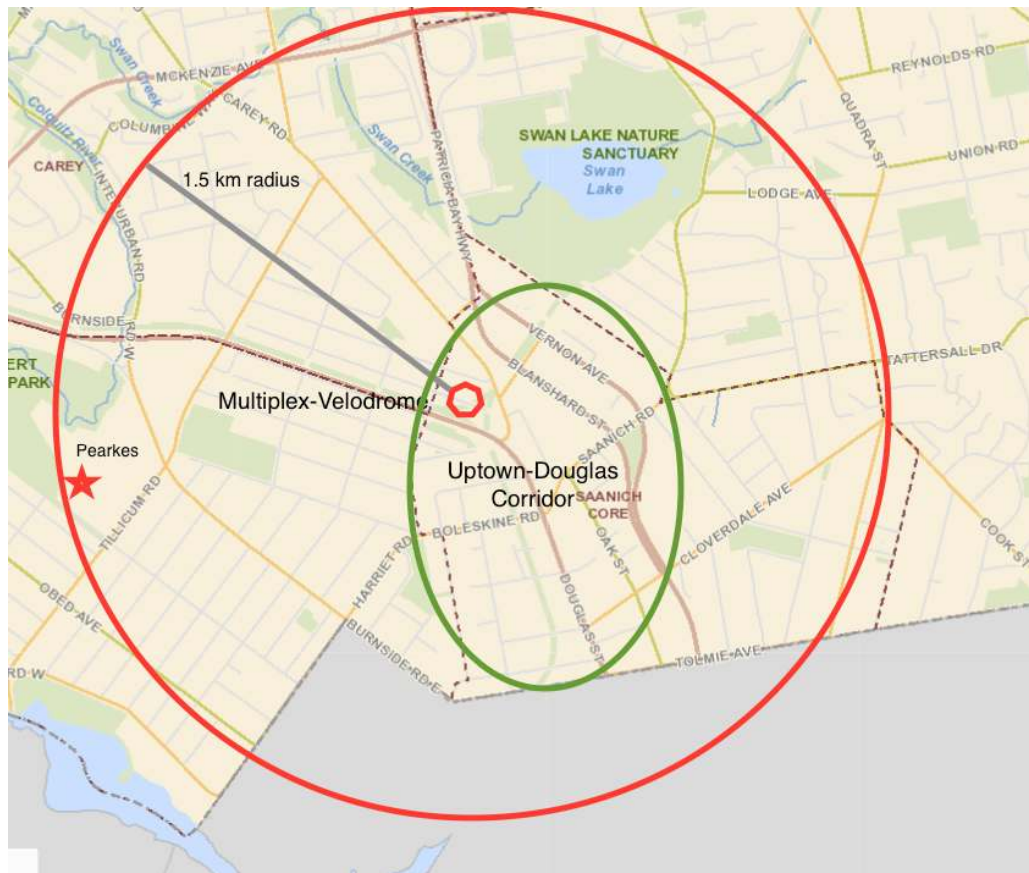 REYNOLDS RD
Swan
Creek
MCKENZIE AVE
CAREY RD
COLUMBINE W
QUADRA ST
Colquitz River
PATRICIA BAY HWY
Swan Creek
SWAN LAKE NATURE
SANCTUARY
Swan
Lake
UNION RD
CAREY
1.5 km radius
LODGE AVE
INTERURBAN RD
BURNSIDE RD W
VERNON AVE
TATTERSALL DR
ERT
PARK
BLANSHARD ST
Multiplex-Velodrome
SAANICH RD
Pearkes
Uptown-Douglas
Corridor
SAANICH
CORE
TILLICUM RD
BOLESKINE RD
CLOVERDALE AVE
OAK ST
COOK ST
HARRIET RD
OBED AVE
DOUGLAS ST
BURNSIDE RD E
TOLMIE AVE
RD W